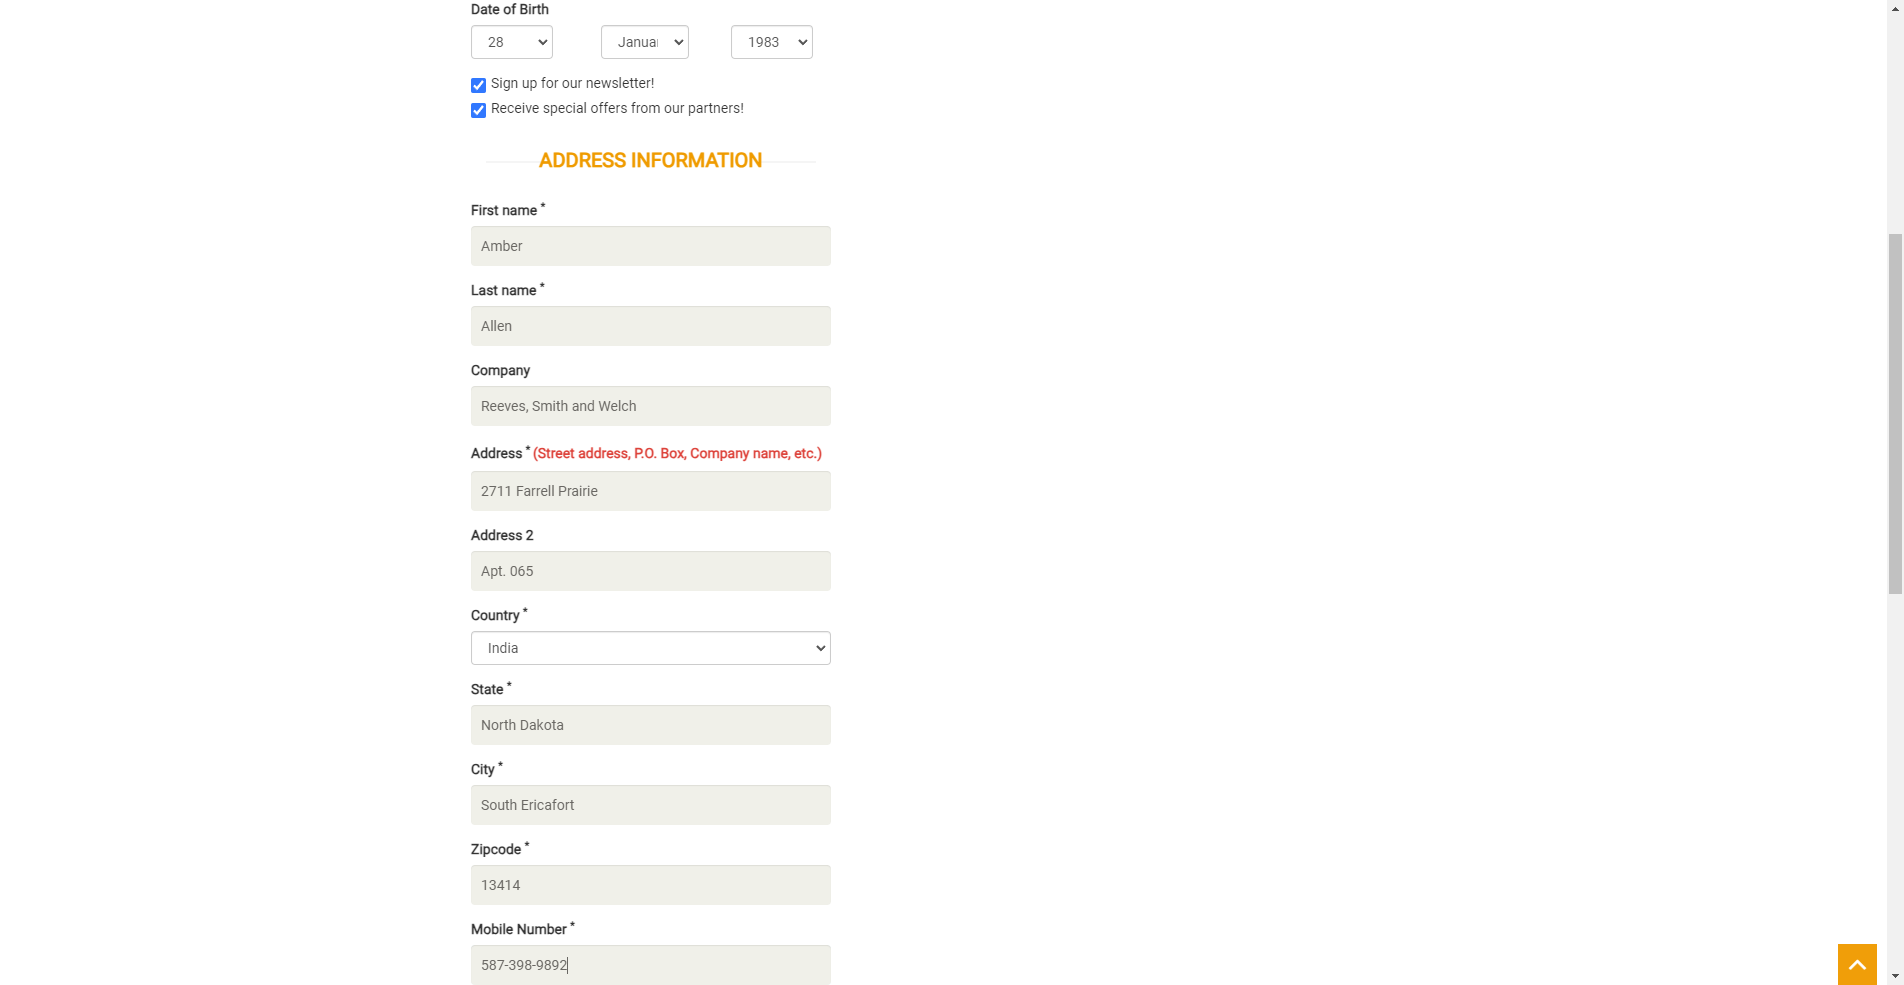 Date of Birth
28 Januar 1983
Sign up for our newsletter!
Receive special offers from our partners!
ADDRESS INFORMATION
First name *
Amber
Last name *
Allen
Company
Reeves, Smith and Welch
Address * (Street address, P.O. Box, Company name, etc.)
2711 Farrell Prairie
Address 2
Apt. 065
Country *
India
State *
North Dakota
City *
South Ericafort
Zipcode *
13414
Mobile Number *
587-398-9892